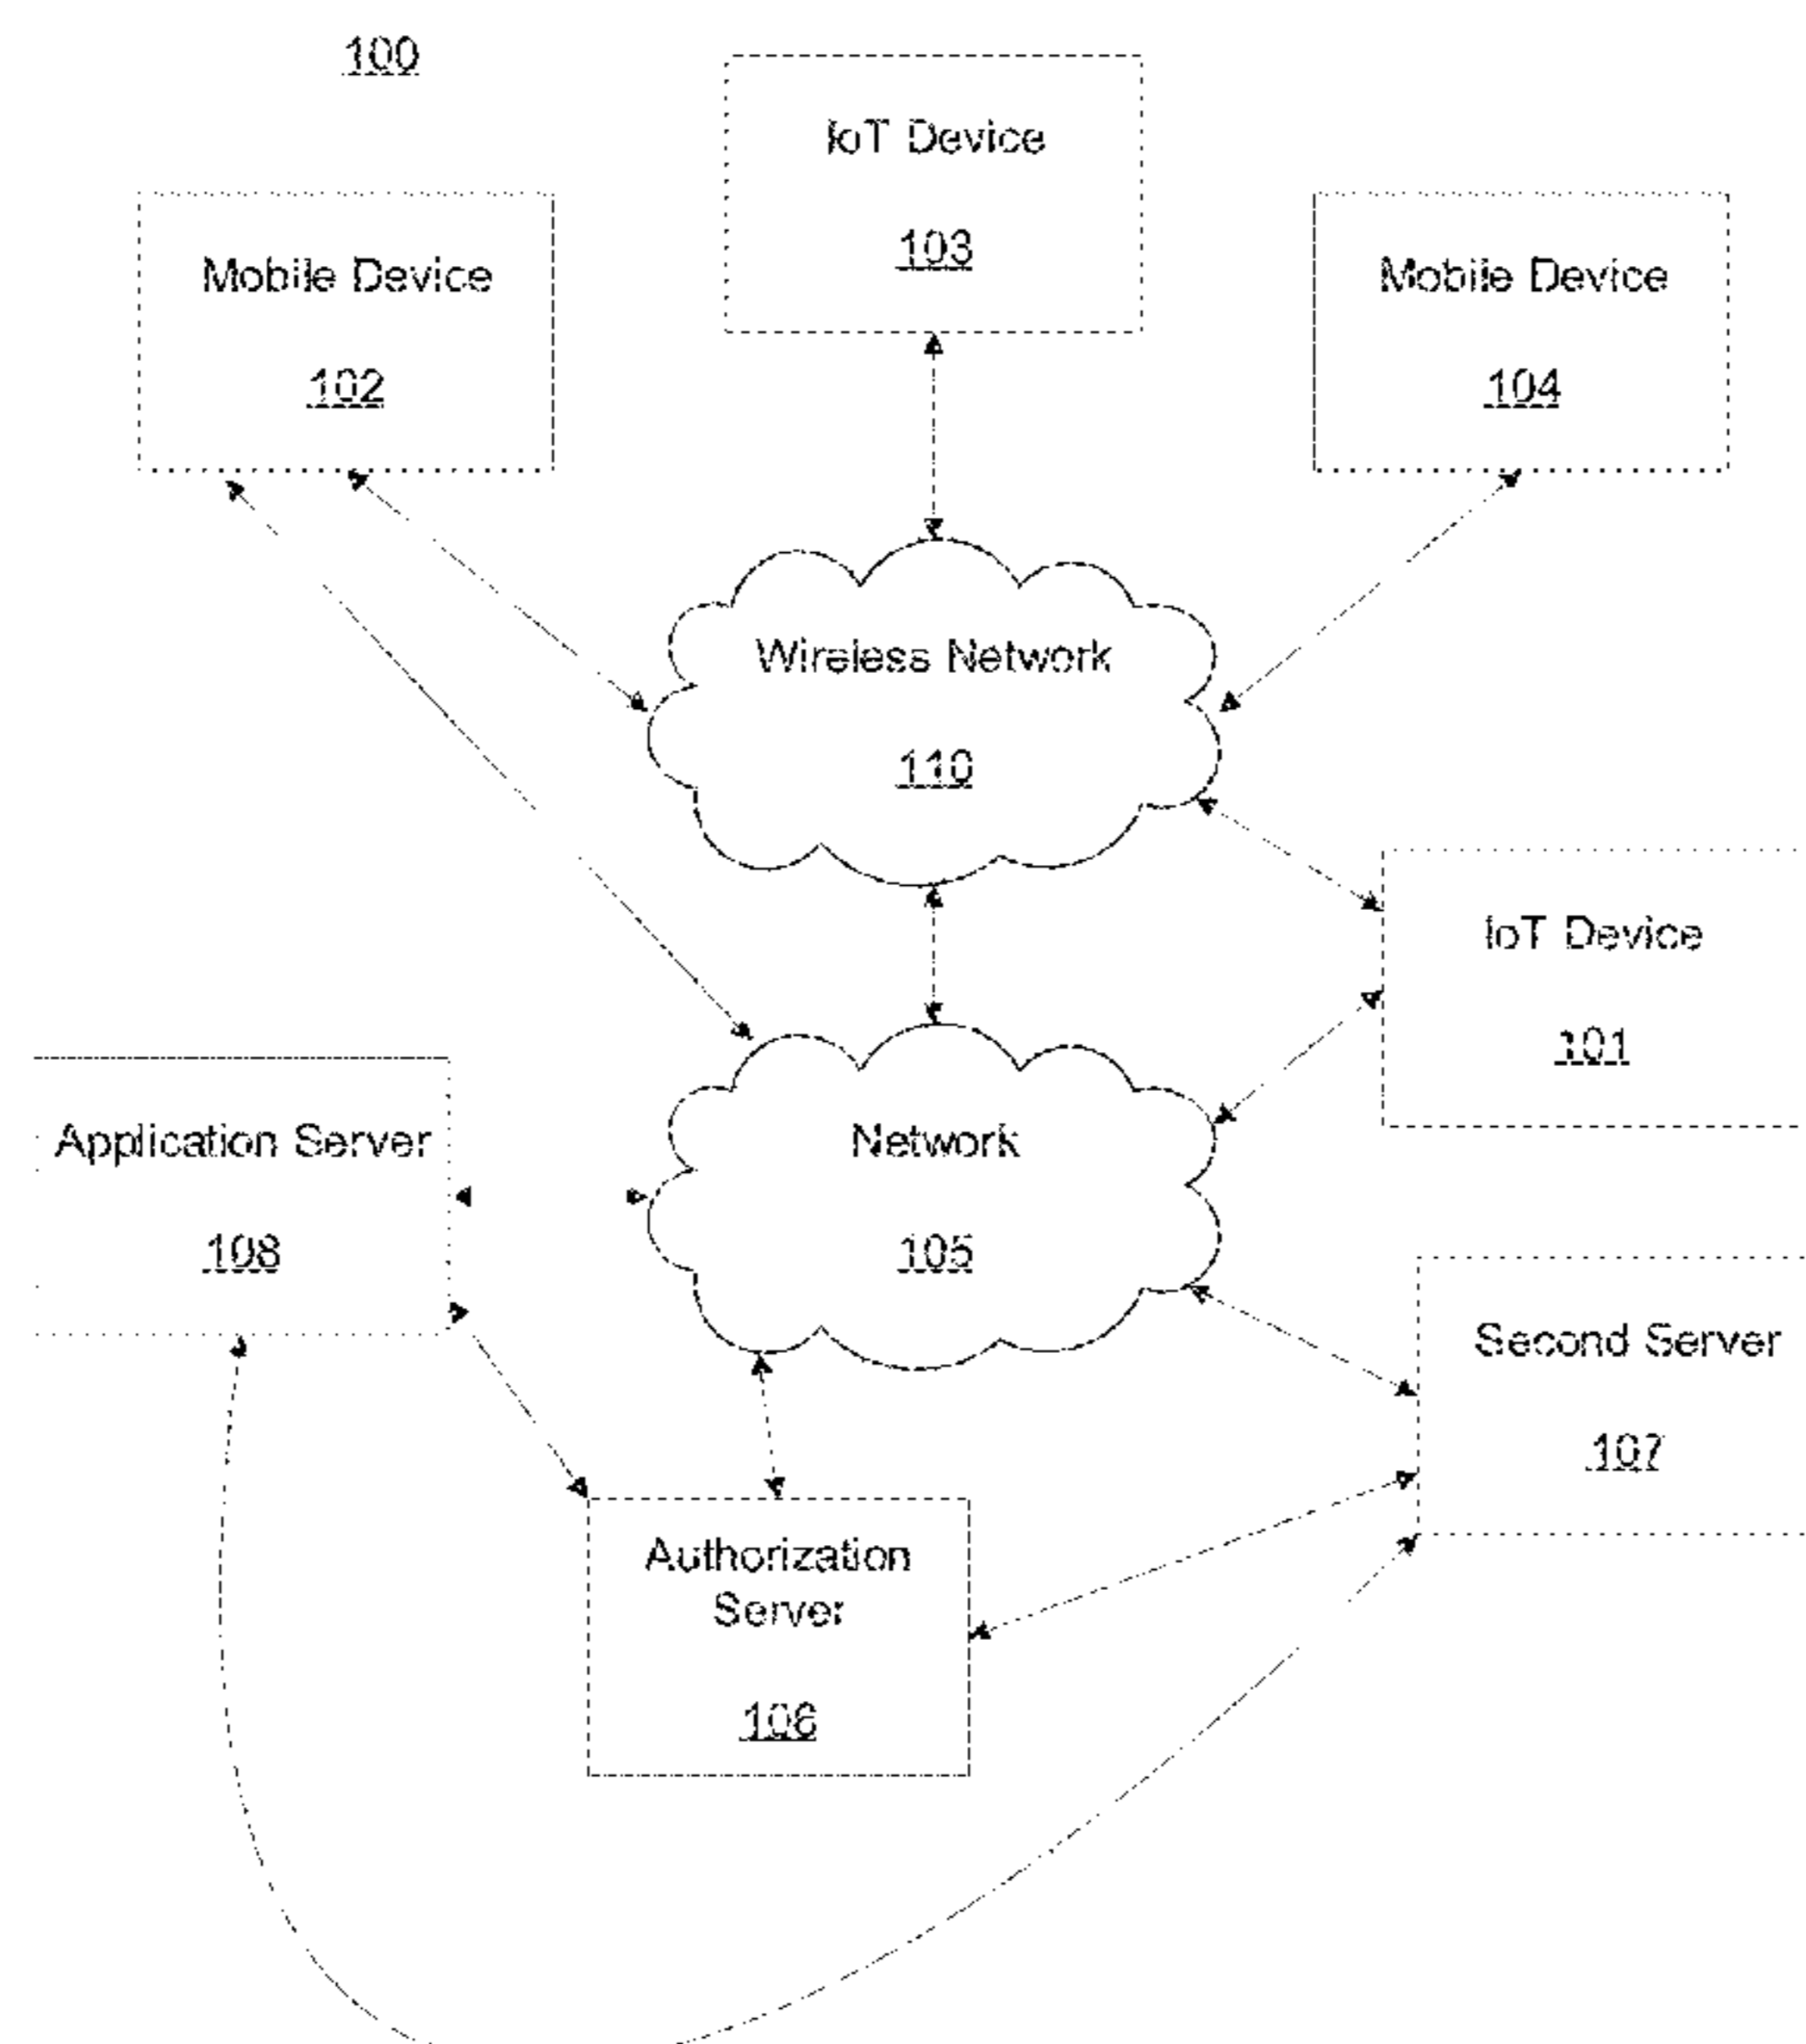 100
IoT Device
103
Mobile Device
102
Mobile Device
104
Wireless Network
110
IoT Device
101
Application Server
108
Network
105
Second Server
107
Authorization
Server
106